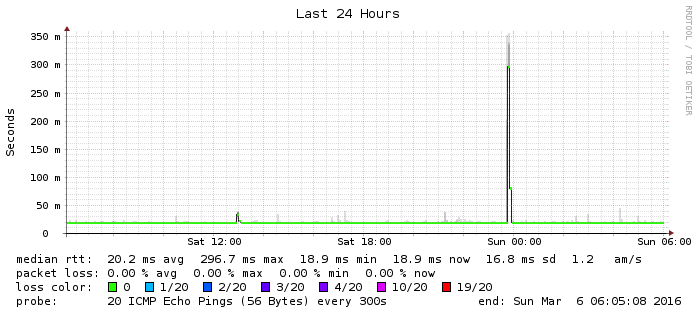 Last 24 Hours
RRDTOOL / TOBI OETIKER
Seconds
350 m
300 m
250 m
200 m
150 m
100 m
50 m
0
Sat 12:00 Sat 18:00 Sun 00:00 Sun 06:00
median rtt: 20.2 ms avg 296.7 ms max 18.9 ms min 18.9 ms now 16.8 ms sd 1.2 am/s
packet loss: 0.00 % avg 0.00 % max 0.00 % min 0.00 % now
loss color: 0 1/20 2/20 3/20 4/20 10/20 19/20
probe: 20 ICMP Echo Pings (56 Bytes) every 300s end: Sun Mar 6 06:05:08 2016